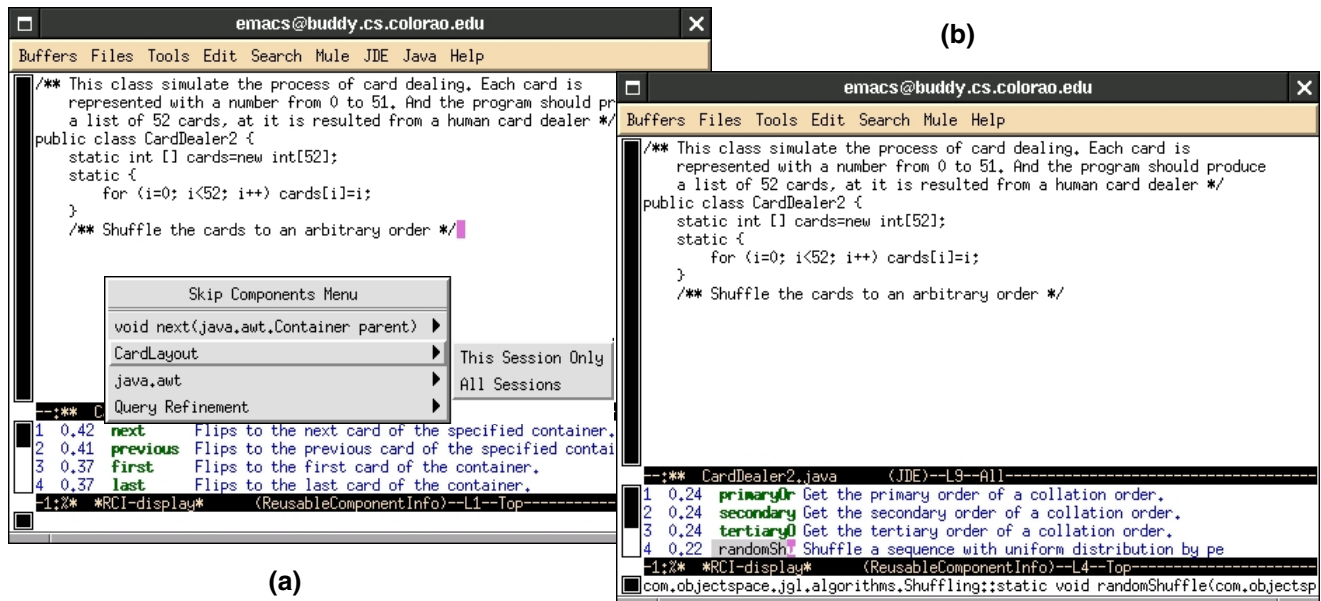 emacs@buddy.cs.colorao.edu
Buffers Files Tools Edit Search Mule JDE Java Help
/** This class simulate the process of card dealing. Each card is
represented with a number from 0 to 51. And the program should pr
a list of 52 cards, at it is resulted from a human card dealer */
public class CardDealer2 {
static int [] cards=new int[52];
static {
for (i=0; i<52; i++) cards[i]=i;
}
/** Shuffle the cards to an arbitrary order */
Skip Components Menu
void next(java.awt.Container parent)
CardLayout
java.awt
Query Refinement
This Session Only
All Sessions
--:** C
1 0.42 next Flips to the next card of the specified container.
2 0.41 previous Flips to the previous card of the specified contai
3 0.37 first Flips to the first card of the container.
4 0.37 last Flips to the last card of the container.
-1:%* *RCI-display* (ReusableComponentInfo)--L1--Top----------
(a)
(b)
emacs@buddy.cs.colorao.edu
Buffers Files Tools Edit Search Mule Help
/** This class simulate the process of card dealing. Each card is
represented with a number from 0 to 51. And the program should produce
a list of 52 cards, at it is resulted from a human card dealer */
public class CardDealer2 {
static int [] cards=new int[52];
static {
for (i=0; i<52; i++) cards[i]=i;
}
/** Shuffle the cards to an arbitrary order */
--:** CardDealer2.java (JDE)--L9--All----------
1 0.24 primaryOr Get the primary order of a collation order.
2 0.24 secondary Get the secondary order of a collation order.
3 0.24 tertiaryO Get the tertiary order of a collation order.
4 0.22 randomSh Shuffle a sequence with uniform distribution by pe
-1:%* *RCI-display* (ReusableComponentInfo)--L4--Top----------
com.objectspace.jgl.algorithms.Shuffling::static void randomShuffle(com.objectsp